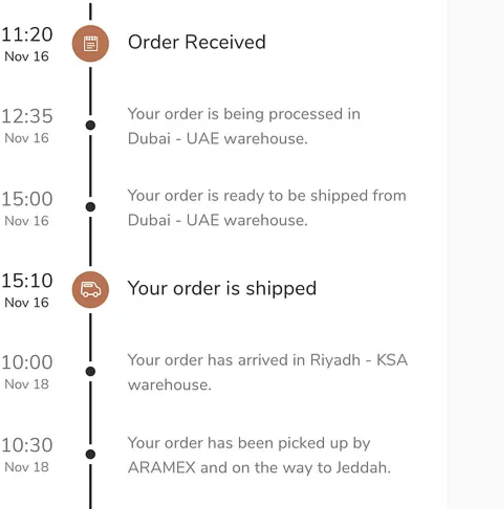 11:20
Nov 16
Order Received
12:35
Nov 16
Your order is being processed in
Dubai - UAE warehouse.
15:00
Nov 16
Your order is ready to be shipped from
Dubai - UAE warehouse.
15:10
Nov 16
Your order is shipped
10:00
Nov 18
Your order has arrived in Riyadh - KSA
warehouse.
10:30
Nov 18
Your order has been picked up by
ARAMEX and on the way to Jeddah.